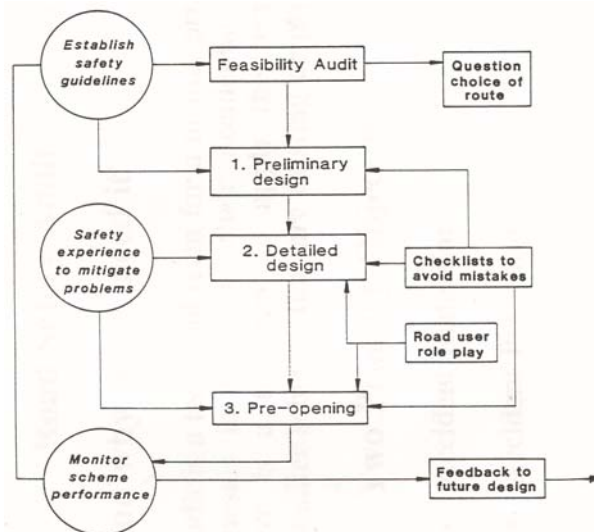 Establish
safety
guidelines
Feasibility Audit
Question
choice of
route
1. Preliminary
design
Safety
experience
to mitigate
problems
2. Detailed
design
Checklists to
avoid mistakes
Road user
role play
3. Pre-opening
Monitor
scheme
performance
Feedback to
future design